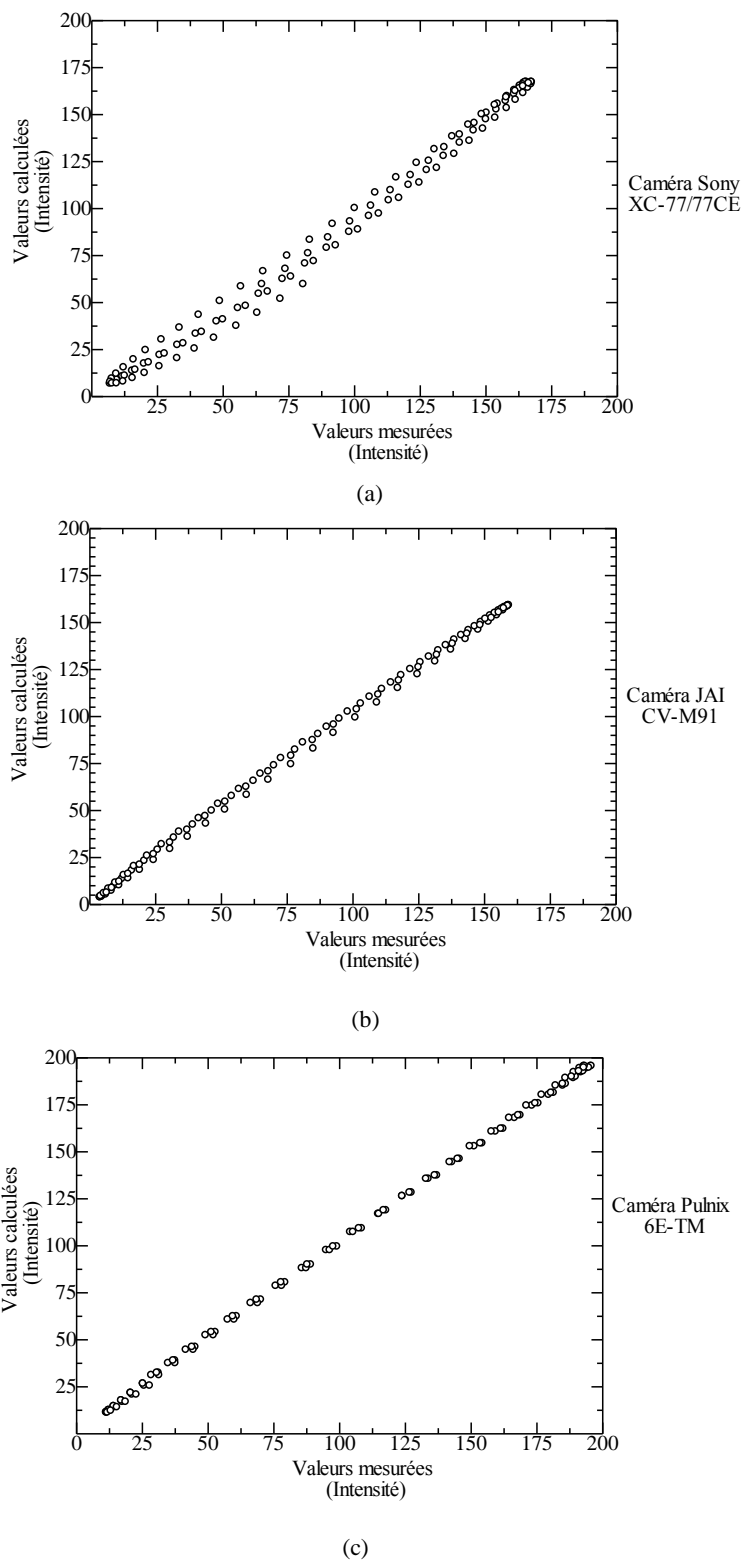 200
175
150
125
100
75
50
25
0
Valeurs calculées
(Intensité)
25 50 75 100 125 150 175 200
Valeurs mesurées
(Intensité)
Caméra Sony
XC-77/77CE
(a)
200
175
150
125
100
75
50
25
0
Valeurs calculées
(Intensité)
25 50 75 100 125 150 175 200
Valeurs mesurées
(Intensité)
Caméra JAI
CV-M91
(b)
200
175
150
125
100
75
50
25
Valeurs calculées
(Intensité)
0 25 50 75 100 125 150 175 200
Valeurs mesurées
(Intensité)
Caméra Pulnix
6E-TM
(c)